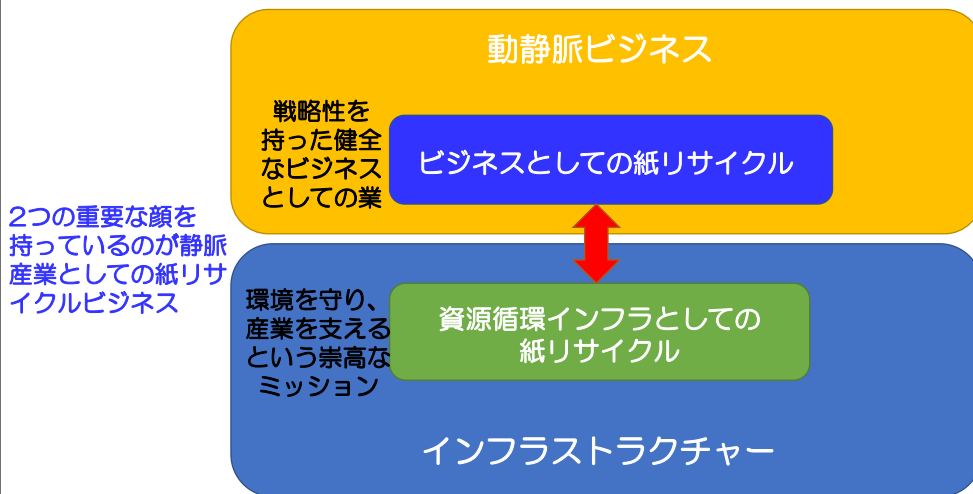 動静脈ビジネス
戦略性を
持った健全
なビジネス
としての業
ビジネスとしての紙リサイクル
2つの重要な顔を
持っているのが静脈
産業としての紙リサ
イクルビジネス
環境を守り、
産業を支える
という崇高な
ミッション
資源循環インフラとしての
紙リサイクル
インフラストラクチャー